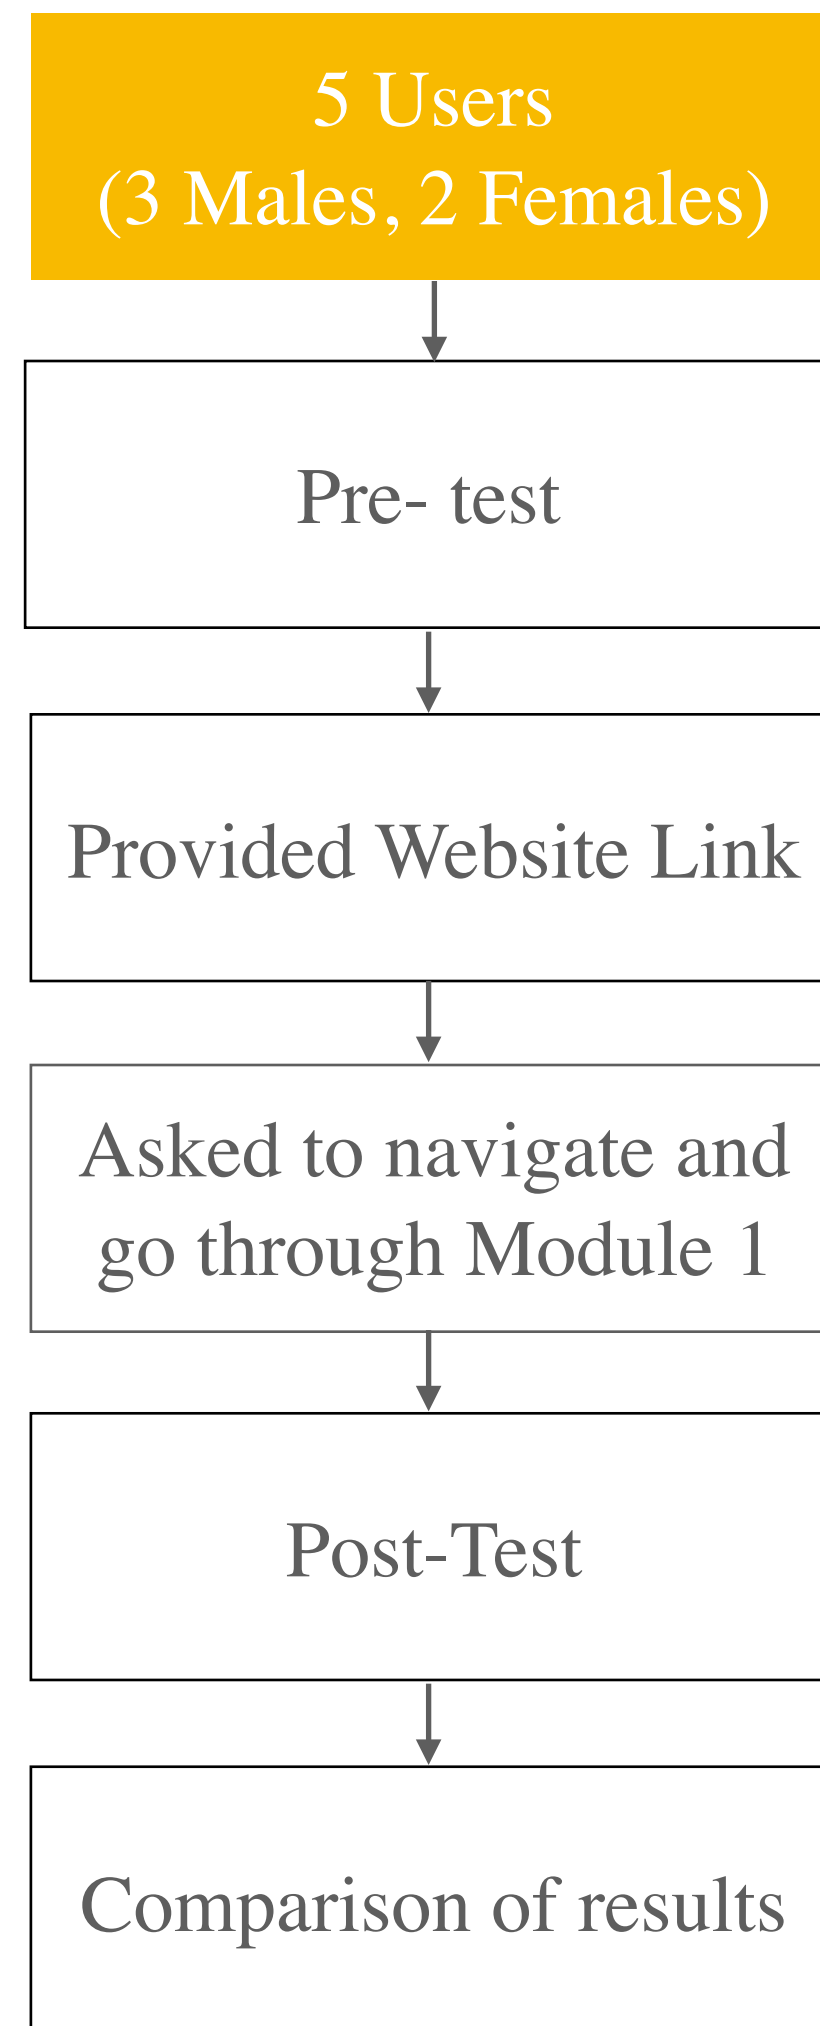 5 Users
(3 Males, 2 Females)
Pre- test
Provided Website Link
Asked to navigate and
go through Module 1
Post-Test
Comparison of results